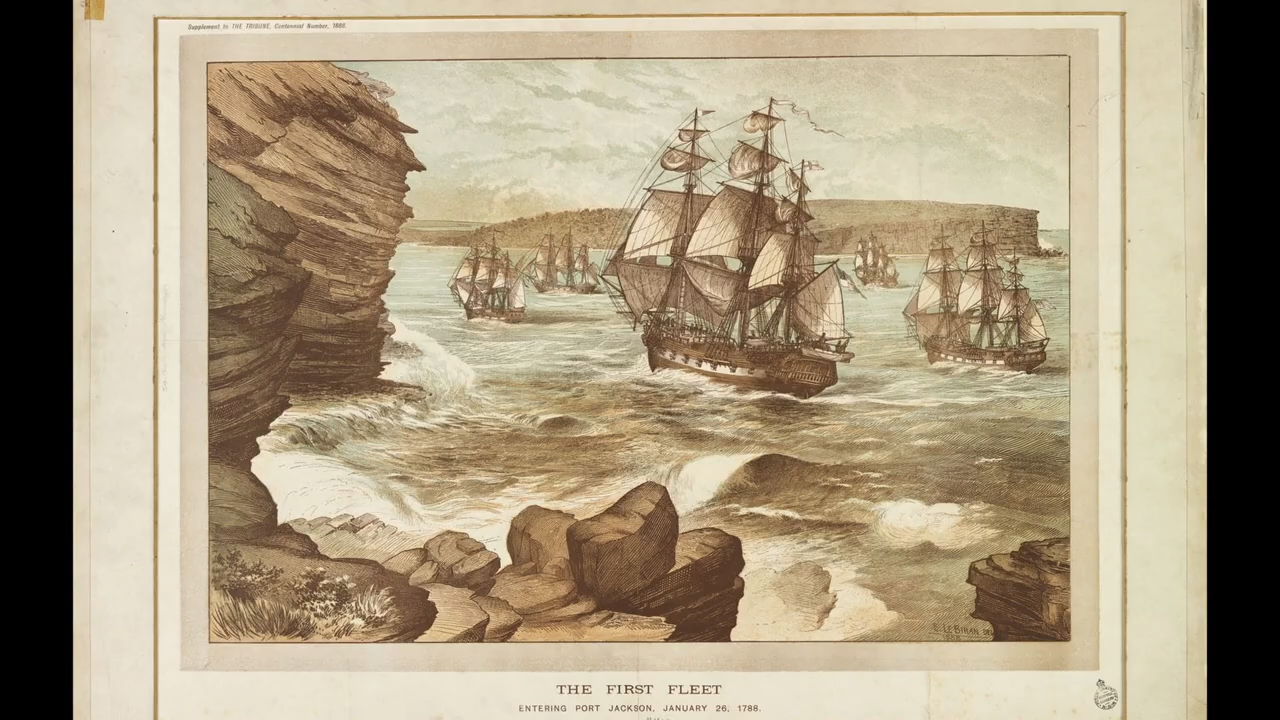 Supplement to THE TRIBUNE, Centennial Number, 1888.
E. LE BIHAN
THE FIRST FLEET
ENTERING PORT JACKSON, JANUARY 26, 1788.